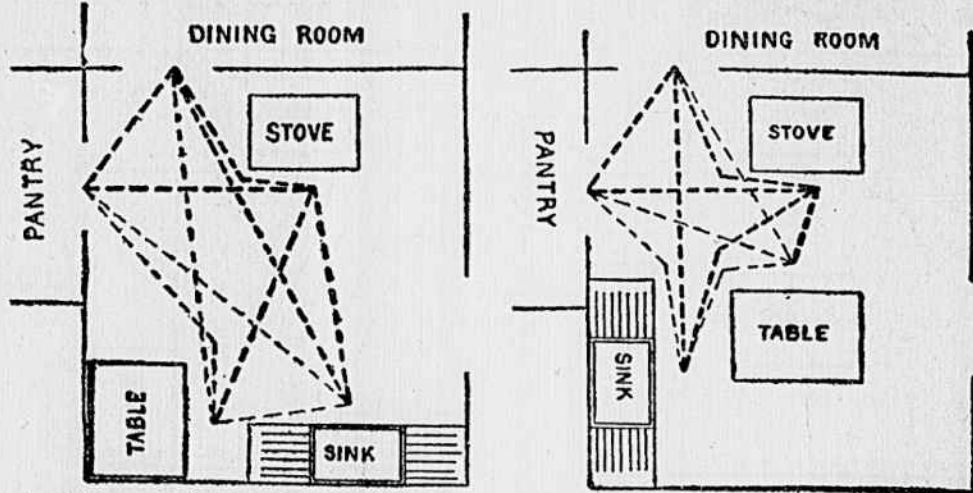 DINING ROOM
STOVE
PANTRY
TABLE
SINK
DINING ROOM
STOVE
PANTRY
TABLE
SINK